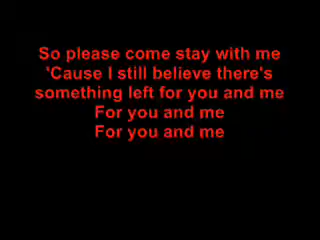 So please come stay with me
'Cause I still believe there's
something left for you and me
For you and me
For you and me